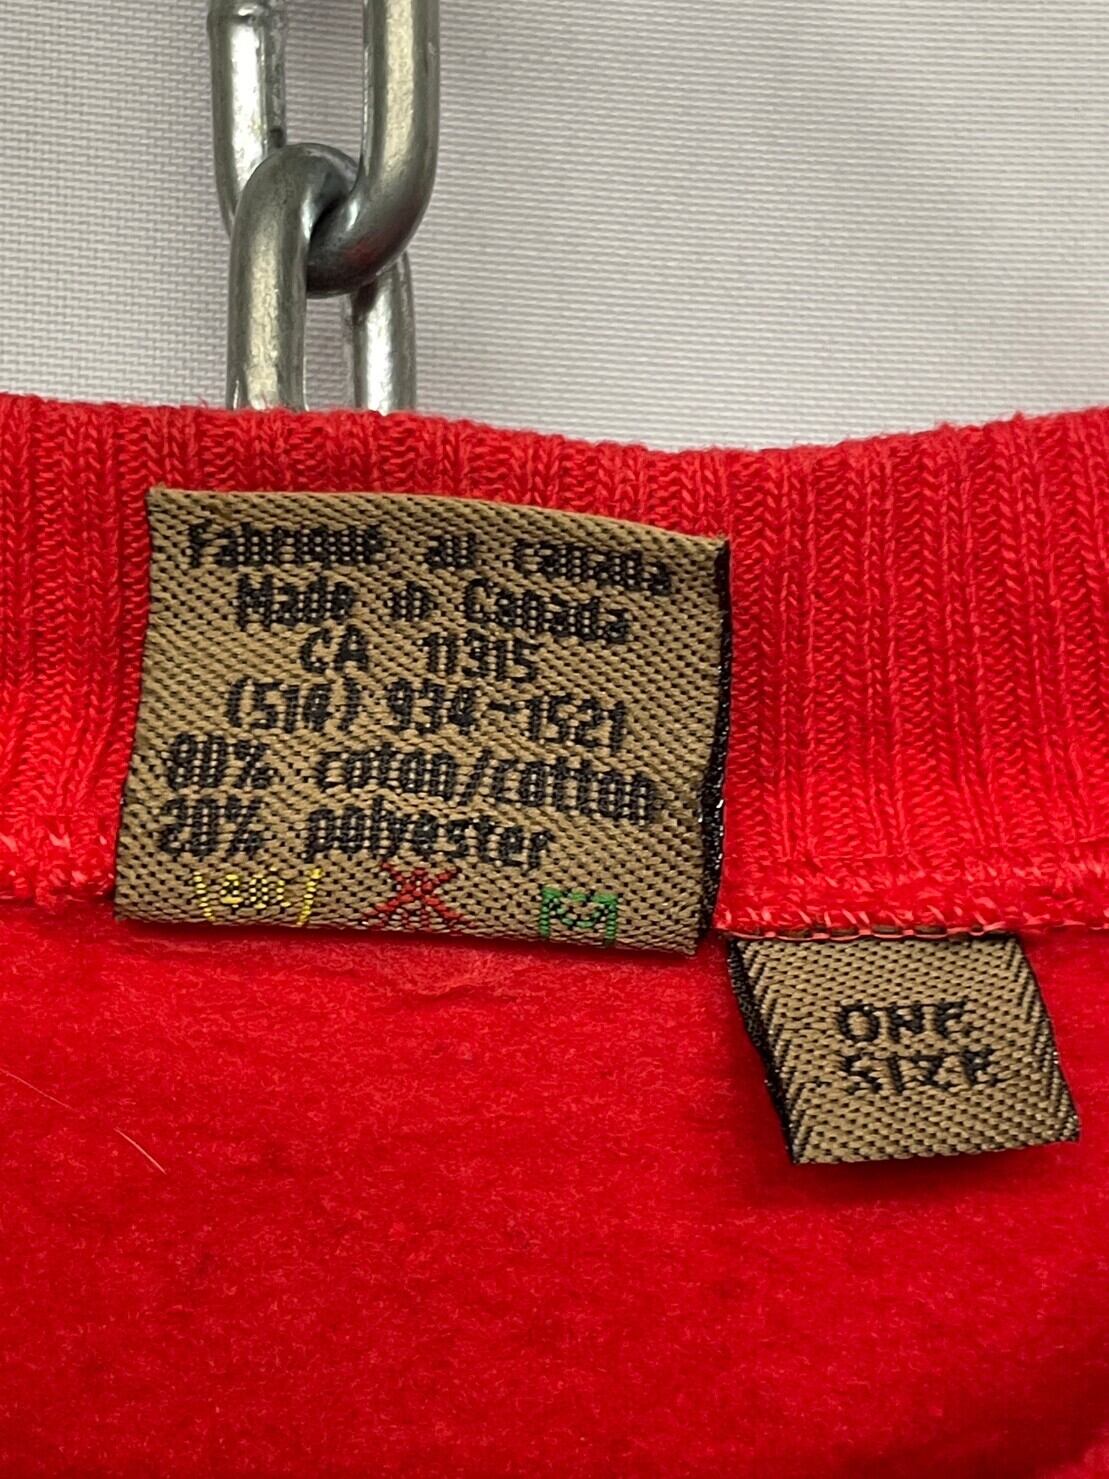 Fabriqué au canada
Made in Canada
CA 11315
(514) 934-1521
80% coton/cotton
20% polyester
ONE
SIZE